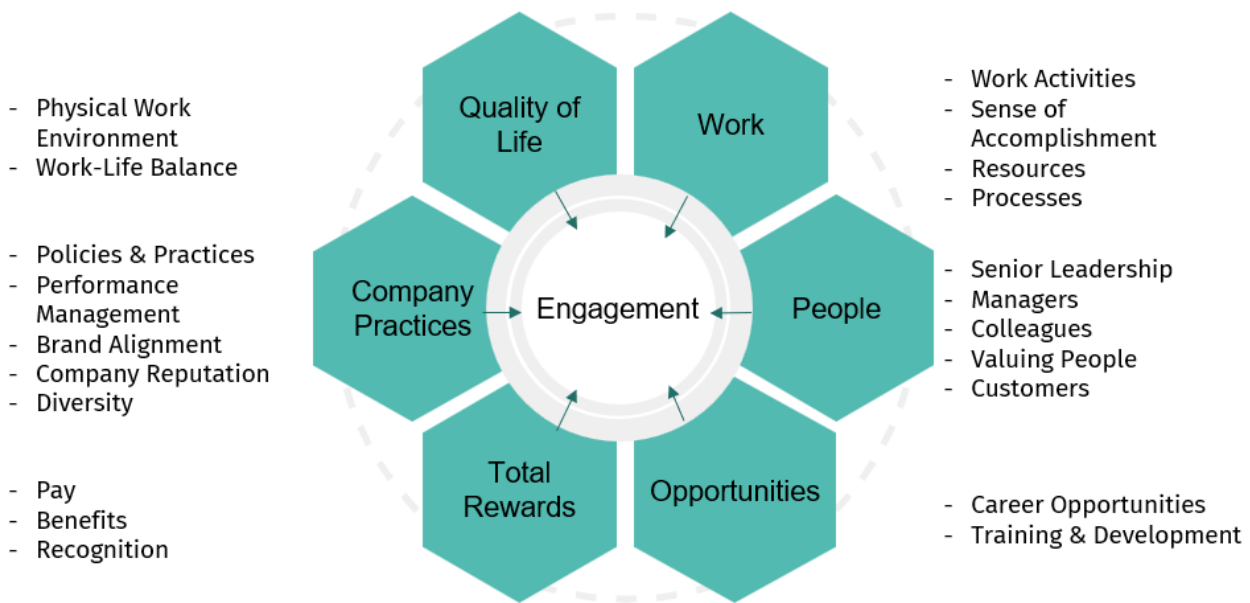 Quality of
Life
Work
- Physical Work
Environment
- Work-Life Balance
- Work Activities
- Sense of
Accomplishment
- Resources
- Processes
Company
Practices
Engagement
People
- Policies & Practices
- Performance
Management
- Brand Alignment
- Company Reputation
- Diversity
- Senior Leadership
- Managers
- Colleagues
- Valuing People
- Customers
Total
Rewards
Opportunities
- Pay
- Benefits
- Recognition
- Career Opportunities
- Training & Development